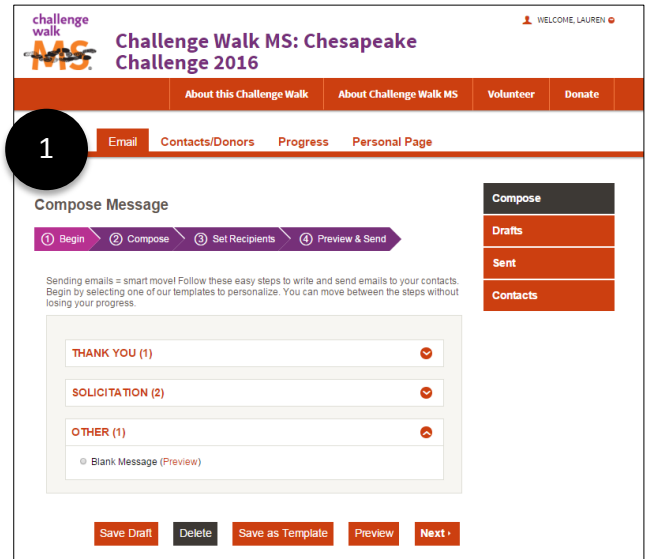 challenge
walk
MS.
WELCOME, LAUREN
Challenge Walk MS: Chesapeake
Challenge 2016
About this Challenge Walk About Challenge Walk MS Volunteer Donate
1
Email Contacts/Donors Progress Personal Page
Compose Message
1 Begin 2 Compose 3 Set Recipients 4 Preview & Send
Sending emails = smart move! Follow these easy steps to write and send emails to your contacts.
Begin by selecting one of our templates to personalize. You can move between the steps without
losing your progress.
THANK YOU (1)
SOLICITATION (2)
OTHER (1)
Blank Message (Preview)
Save Draft Delete Save as Template Preview Next
Compose
Drafts
Sent
Contacts